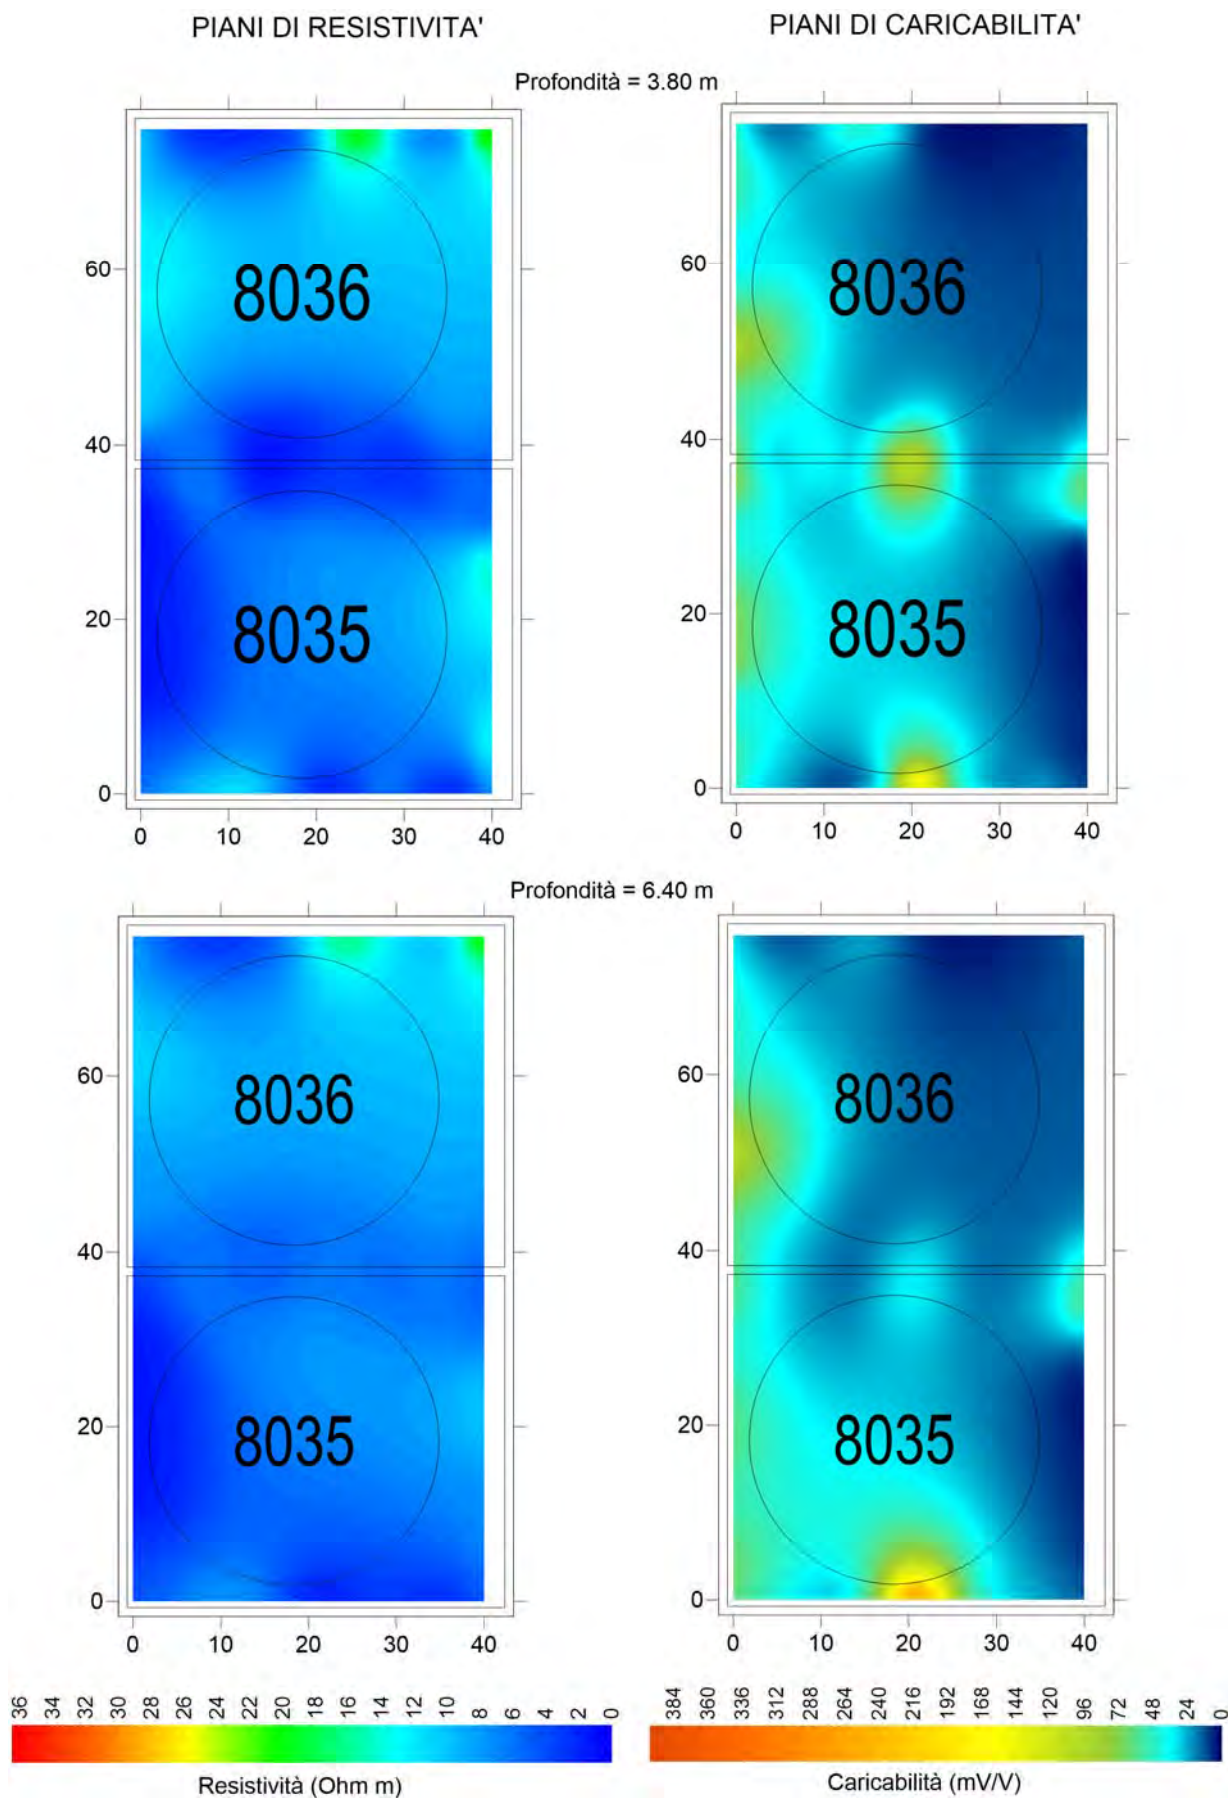 PIANI DI RESISTIVITA' PIANI DI CARICABILITA'
Profondità = 3.80 m
60 40 20 0
8036
8035
0 10 20 30 40
60 40 20 0
8036
8035
0 10 20 30 40
Profondità = 6.40 m
60 40 20 0
8036
8035
0 10 20 30 40
60 40 20 0
8036
8035
0 10 20 30 40
36 34 32 30 28 26 24 22 20 18 16 14 12 10 8 6 4 2 0
Resistività (Ohm m)
384 360 336 312 288 264 240 216 192 168 144 120 96 72 48 24 0
Caricabilità (mV/V)